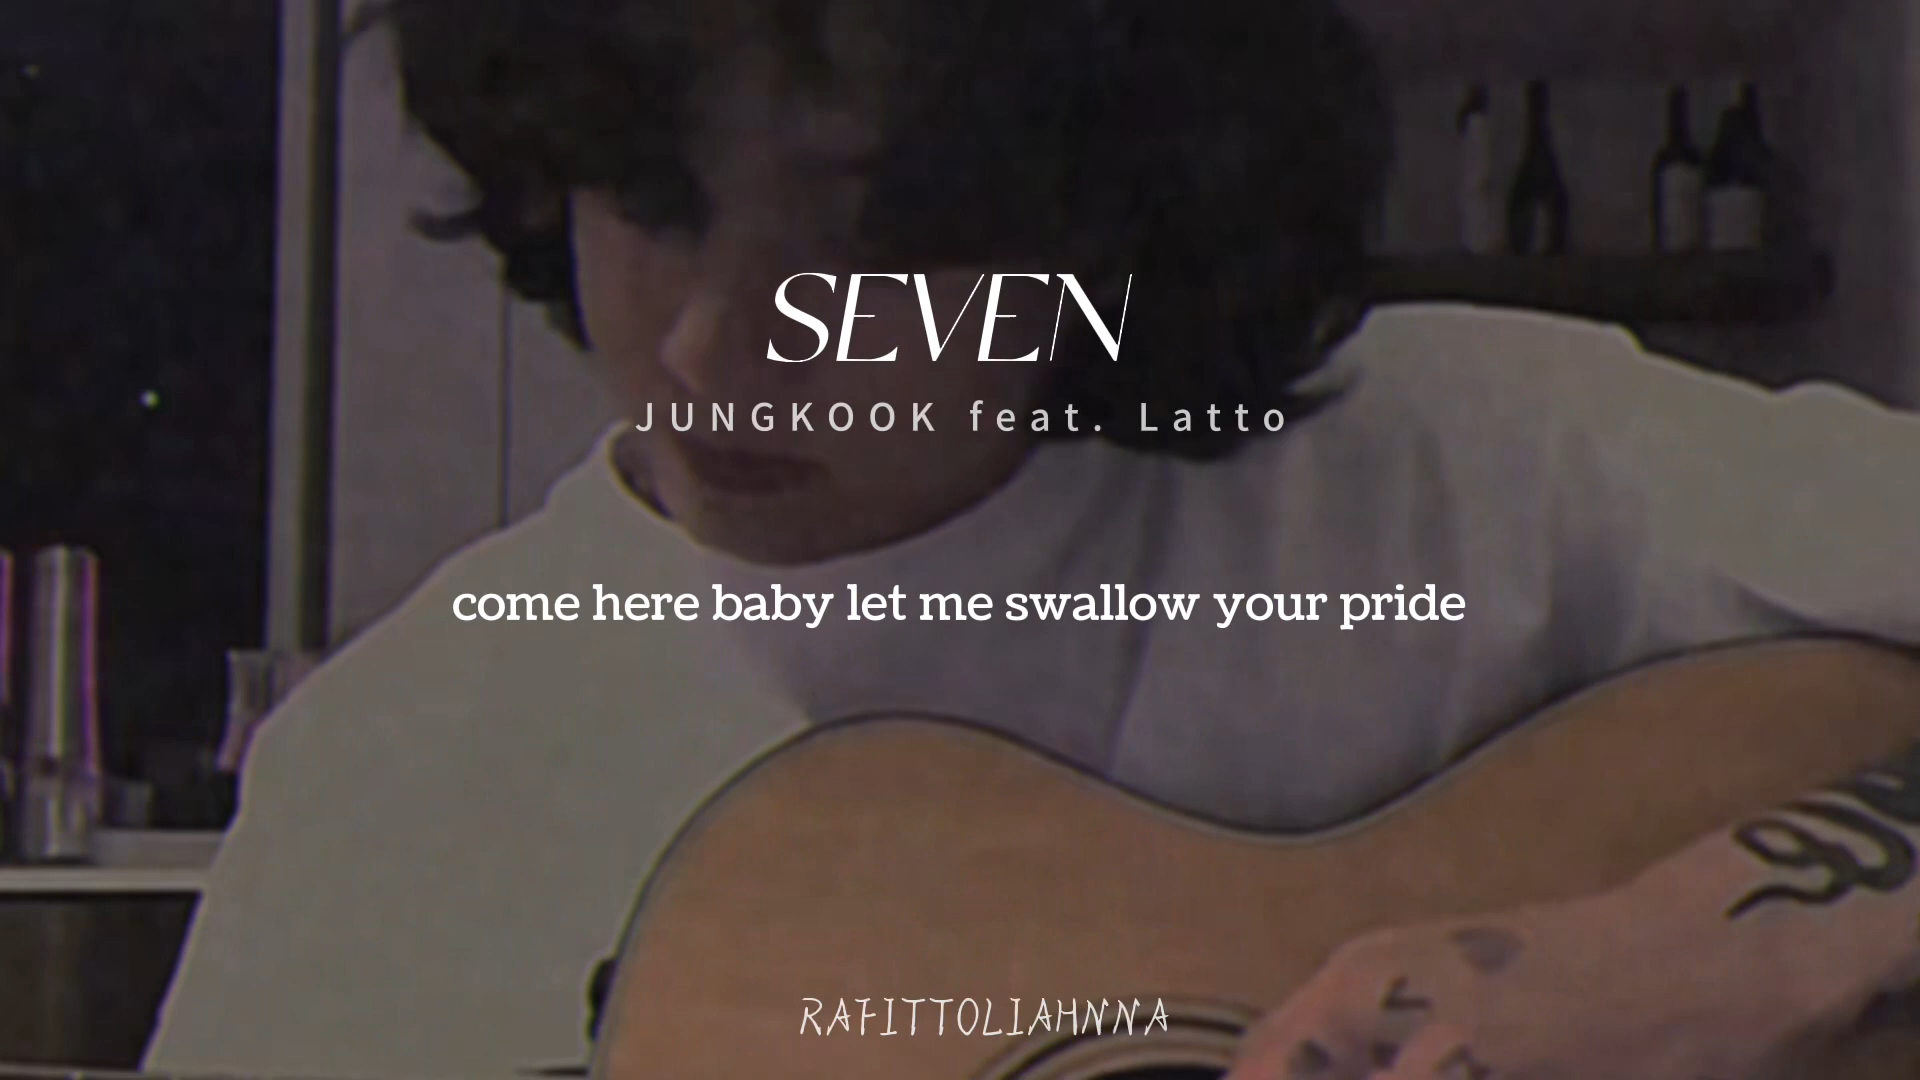 SEVEN
JUNGKOOK feat. Latto
come here baby let me swallow your pride
RAFITTOLIAHNNA